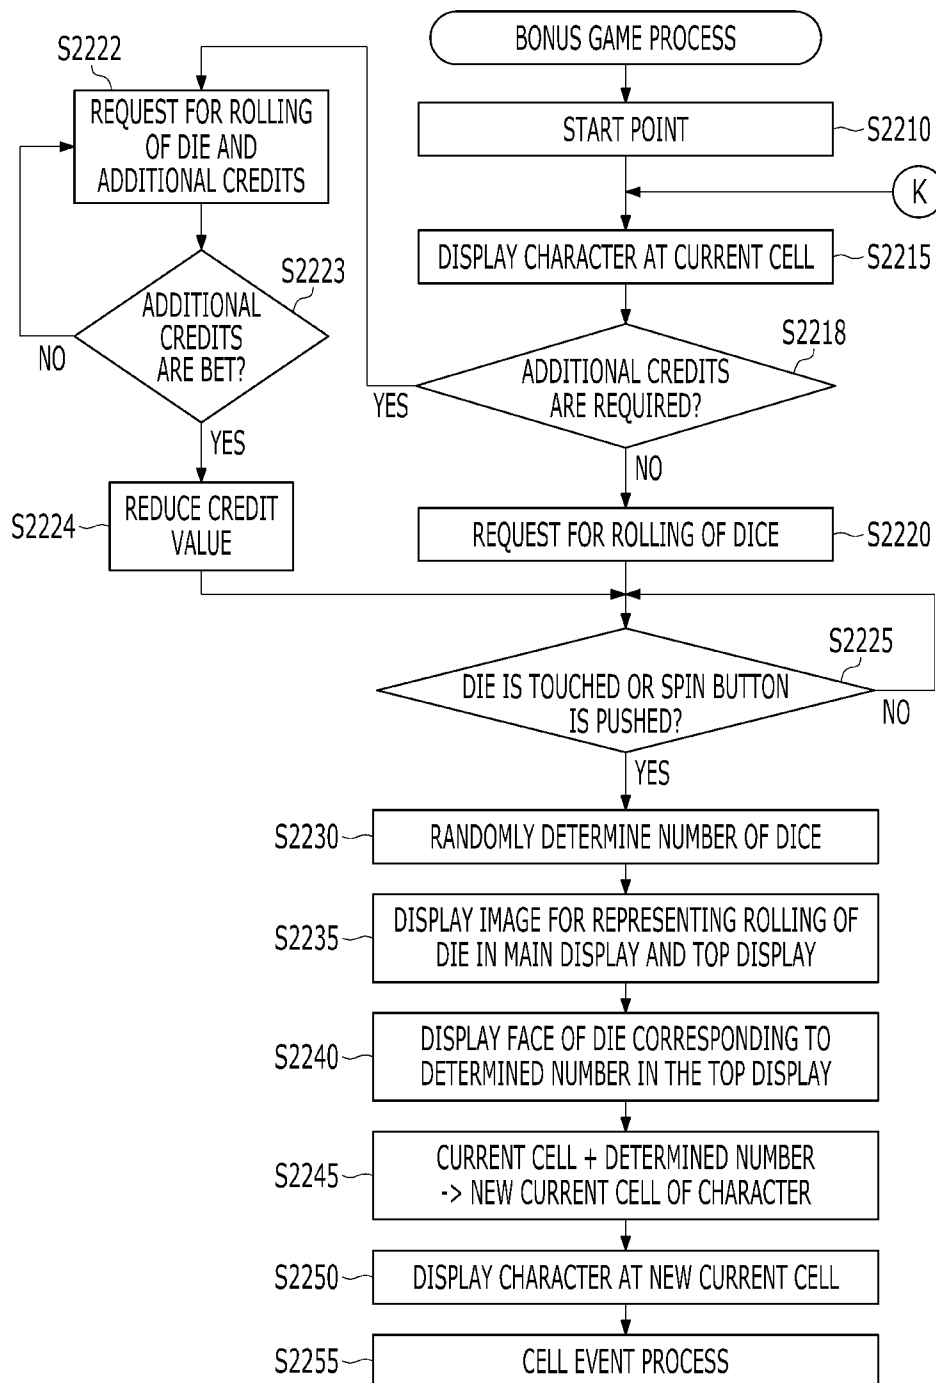 BONUS GAME PROCESS
START POINT
S2210
K
DISPLAY CHARACTER AT CURRENT CELL
S2215
ADDITIONAL CREDITS
ARE REQUIRED?
S2218
YES
NO
S2222
REQUEST FOR ROLLING
OF DIE AND
ADDITIONAL CREDITS
S2223
ADDITIONAL
CREDITS
ARE BET?
NO
YES
S2224
REDUCE CREDIT
VALUE
REQUEST FOR ROLLING OF DICE
S2220
S2225
DIE IS TOUCHED OR SPIN BUTTON
IS PUSHED?
NO
YES
S2230
RANDOMLY DETERMINE NUMBER OF DICE
S2235
DISPLAY IMAGE FOR REPRESENTING ROLLING OF
DIE IN MAIN DISPLAY AND TOP DISPLAY
S2240
DISPLAY FACE OF DIE CORRESPONDING TO
DETERMINED NUMBER IN THE TOP DISPLAY
S2245
CURRENT CELL + DETERMINED NUMBER
-> NEW CURRENT CELL OF CHARACTER
S2250
DISPLAY CHARACTER AT NEW CURRENT CELL
S2255
CELL EVENT PROCESS